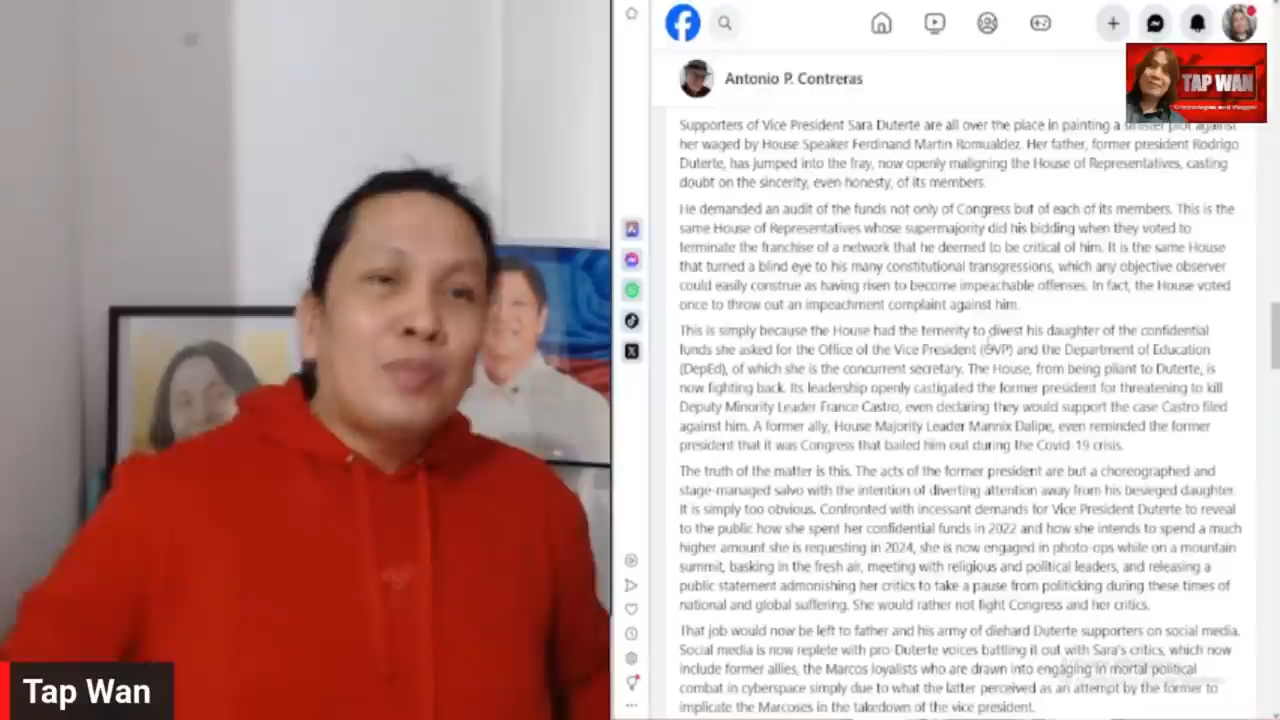 Antonio P. Contreras
TAP WAN
Supporters of Vice President Sara Duterte are all over the place in painting a sinister plot against
her waged by House Speaker Ferdinand Martin Romualdez. Her father, former president Rodrigo
Duterte, has jumped into the fray, now openly maligning the House of Representatives, casting
doubt on the sincerity, even honesty, of its members.
He demanded an audit of the funds not only of Congress but of each of its members. This is the
same House of Representatives whose supermajority did his bidding when they voted to
terminate the franchise of a network that he deemed to be critical of him. It is the same House
that turned a blind eye to his many constitutional transgressions, which any objective observer
could easily construe as having risen to become impeachable offenses. In fact, the House voted
once to throw out an impeachment complaint against him.
This is simply because the House had the temerity to divest his daughter of the confidential
funds she asked for the Office of the Vice President (OVP) and the Department of Education
(DepEd), of which she is the concurrent secretary. The House, from being pliant to Duterte, is
now fighting back. Its leadership openly castigated the former president for threatening to kill
Deputy Minority Leader France Castro, even declaring they would support the case Castro filed
against him. A former ally, House Majority Leader Mannix Dalipe, even reminded the former
president that it was Congress that bailed him out during the Covid-19 crisis.
The truth of the matter is this. The acts of the former president are but a choreographed and
stage-managed salvo with the intention of diverting attention away from his besieged daughter.
It is simply too obvious. Confronted with incessant demands for Vice President Duterte to reveal
to the public how she spent her confidential funds in 2022 and how she intends to spend a much
higher amount she is requesting in 2024, she is now engaged in photo-ops while on a mountain
summit, basking in the fresh air, meeting with religious and political leaders, and releasing a
public statement admonishing her critics to take a pause from politicking during these times of
national and global suffering. She would rather not fight Congress and her critics.
That job would now be left to father and his army of diehard Duterte supporters on social media.
Social media is now replete with pro-Duterte voices battling it out with Sara's critics, which now
include former allies, the Marcos loyalists who are drawn into engaging in mortal political
combat in cyberspace simply due to what the latter perceived as an attempt by the former to
implicate the Marcoses in the takedown of the vice president.
Tap Wan